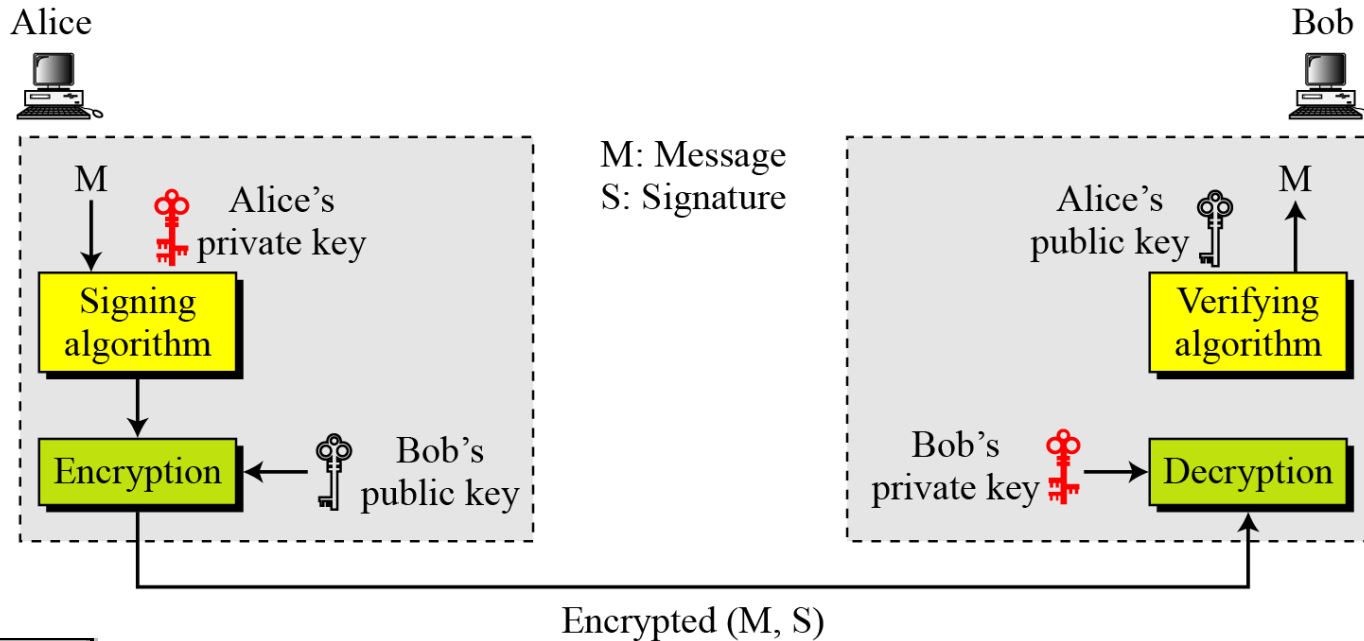 Alice
Bob
M: Message
S: Signature
M
Alice’s
private key
Signing
algorithm
Encryption
Bob’s
public key
Alice’s
public key
M
Verifying
algorithm
Bob’s
private key
Decryption
Encrypted (M, S)